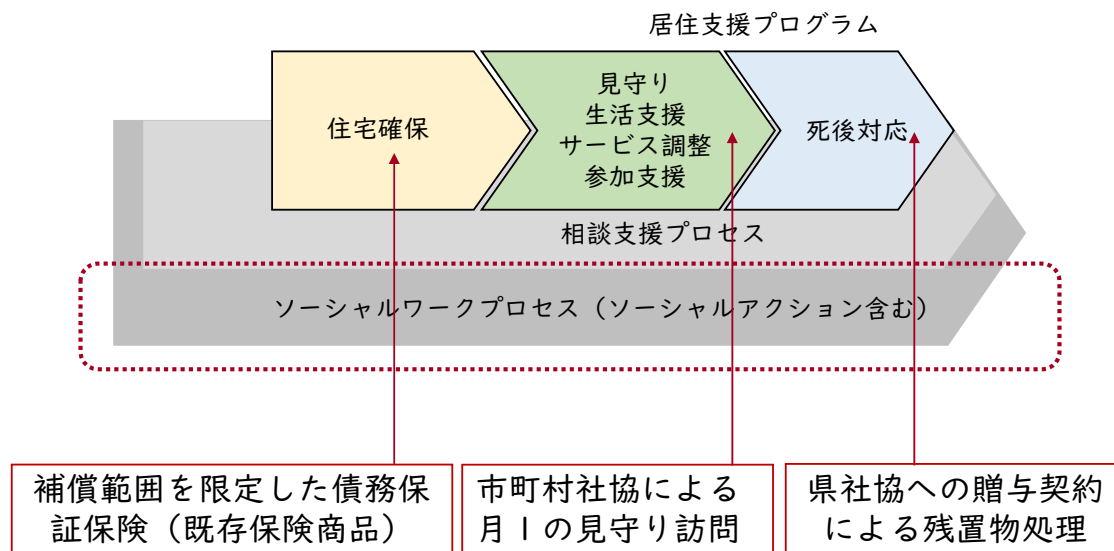 居住支援プログラム
住宅確保
見守り
生活支援
サービス調整
参加支援
死後対応
相談支援プロセス
ソーシャルワークプロセス（ソーシャルアクション含む）
補償範囲を限定した債務保
証保険（既存保険商品）
市町村社協による
月１の見守り訪問
県社協への贈与契約
による残置物処理